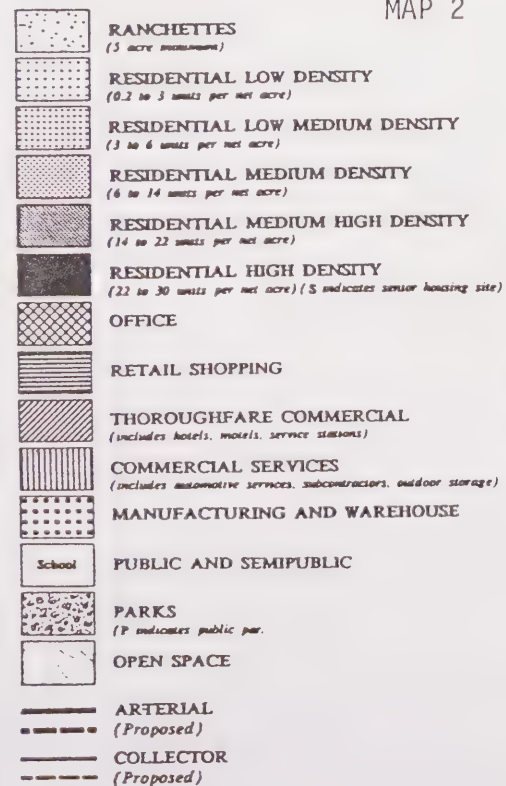 MAP 2
RANCHETTES
(5 acre minimum)
RESIDENTIAL LOW DENSITY
(0.2 to 3 units per net acre)
RESIDENTIAL LOW MEDIUM DENSITY
(3 to 6 units per net acre)
RESIDENTIAL MEDIUM DENSITY
(6 to 14 units per net acre)
RESIDENTIAL MEDIUM HIGH DENSITY
(14 to 22 units per net acre)
RESIDENTIAL HIGH DENSITY
(22 to 30 units per net acre) (S indicates senior housing site)
OFFICE
RETAIL SHOPPING
THOROUGHFARE COMMERCIAL
(includes hotels, motels, service stations)
COMMERCIAL SERVICES
(includes automotive services, subcontractors, outdoor storage)
MANUFACTURING AND WAREHOUSE
School PUBLIC AND SEMIPUBLIC
PARKS
(P indicates public par.
OPEN SPACE
ARTERIAL
(Proposed)
COLLECTOR
(Proposed)